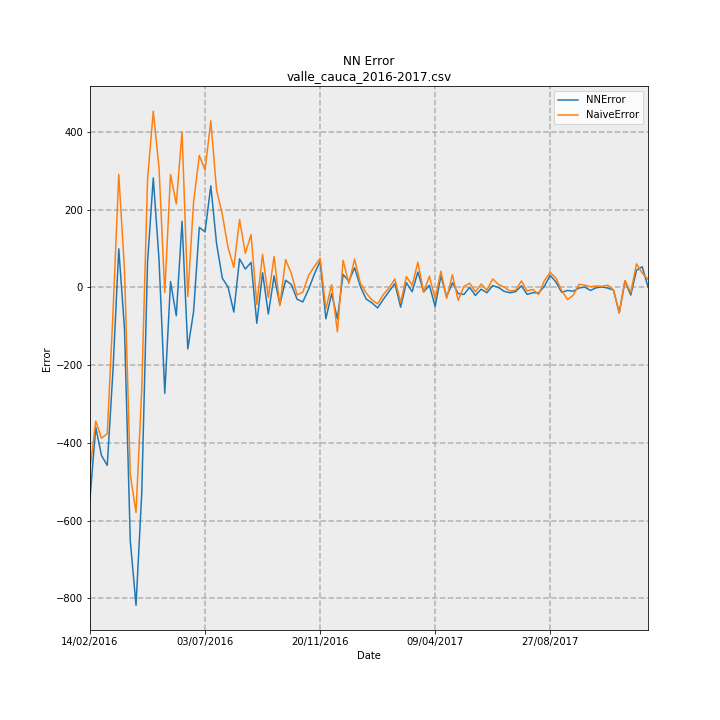 NN Error
valle_cauca_2016-2017.csv
NNError
NaiveError
400
200
0
−200
−400
−600
−800
Error
14/02/2016
03/07/2016
20/11/2016
09/04/2017
27/08/2017
Date